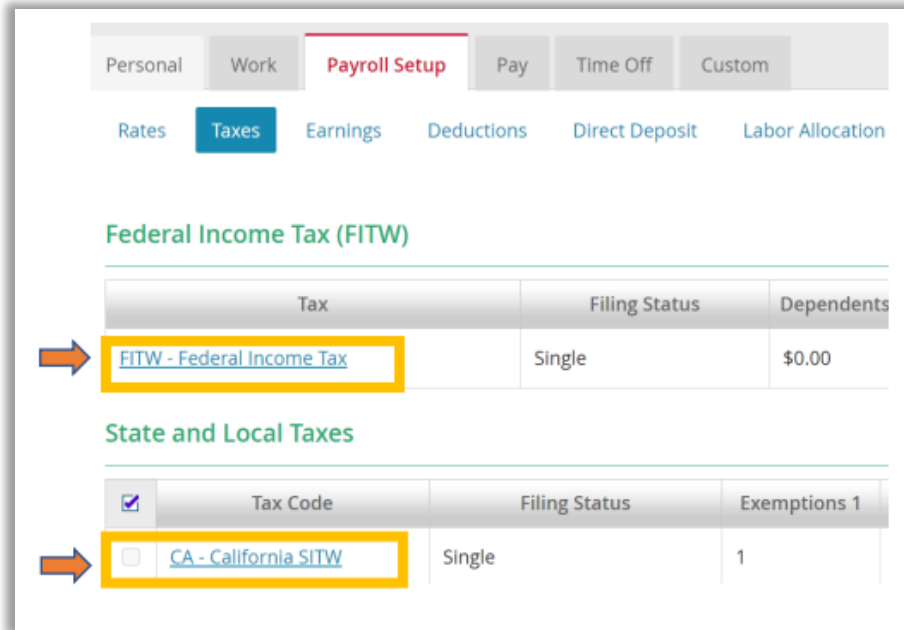 Personal Work Payroll Setup Pay Time Off Custom
Rates Taxes Earnings Deductions Direct Deposit Labor Allocation
Federal Income Tax (FITW)
Tax Filing Status Dependents
FITW - Federal Income Tax Single $0.00
State and Local Taxes
Tax Code Filing Status Exemptions 1
CA - California SITW Single 1